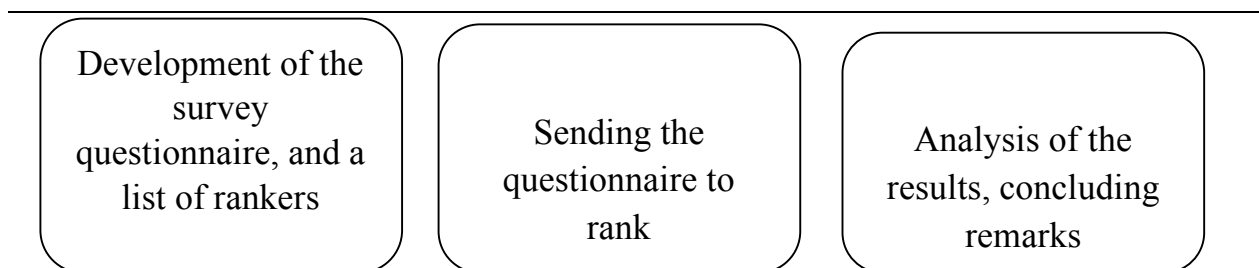 Development of the
survey
questionnaire, and a
list of rankers
Sending the
questionnaire to
rank
Analysis of the
results, concluding
remarks